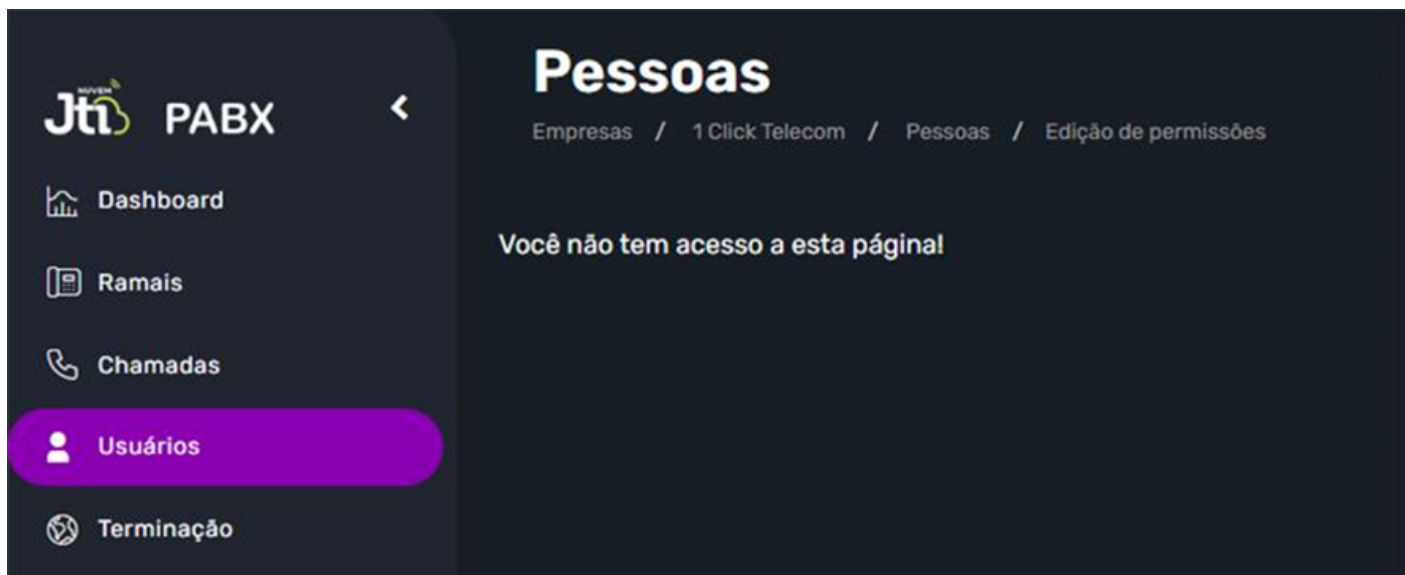 NUVEM
Jti PABX
Dashboard
Ramais
Chamadas
Usuários
Terminação
Pessoas
Empresas / 1 Click Telecom / Pessoas / Edição de permissões
Você não tem acesso a esta página!